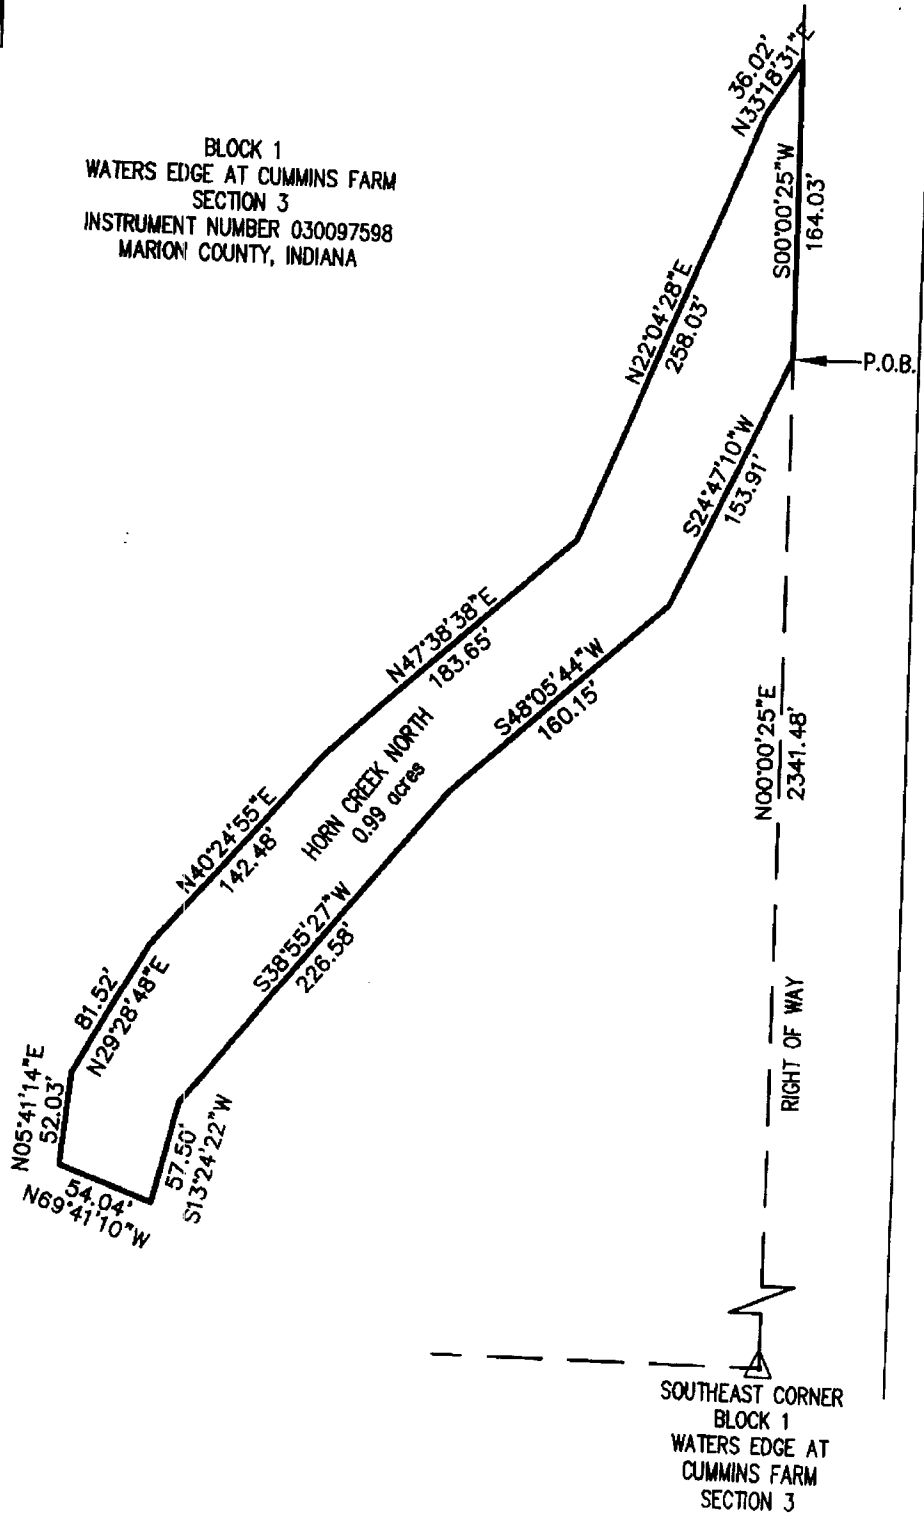 BLOCK 1
WATERS EDGE AT CUMMINS FARM
SECTION 3
INSTRUMENT NUMBER 030097598
MARION COUNTY, INDIANA
36.02'
N33°18'31"E
S00°00'25"W
164.03'
N22°04'28"E
258.03'
P.O.B.
S24°47'10"W
153.91'
N47°38'38"E
183.65'
S48°05'44"W
160.15'
HORN CREEK NORTH
0.99 acres
N00°00'25"E
2341.48'
N40°24'55"E
142.48'
S38°55'27"W
226.58'
81.52'
N29°28'48"E
RIGHT OF WAY
N05°41'14"E
52.03'
57.50'
S13°24'22"W
54.04'
N69°41'10"W
SOUTHEAST CORNER
BLOCK 1
WATERS EDGE AT
CUMMINS FARM
SECTION 3